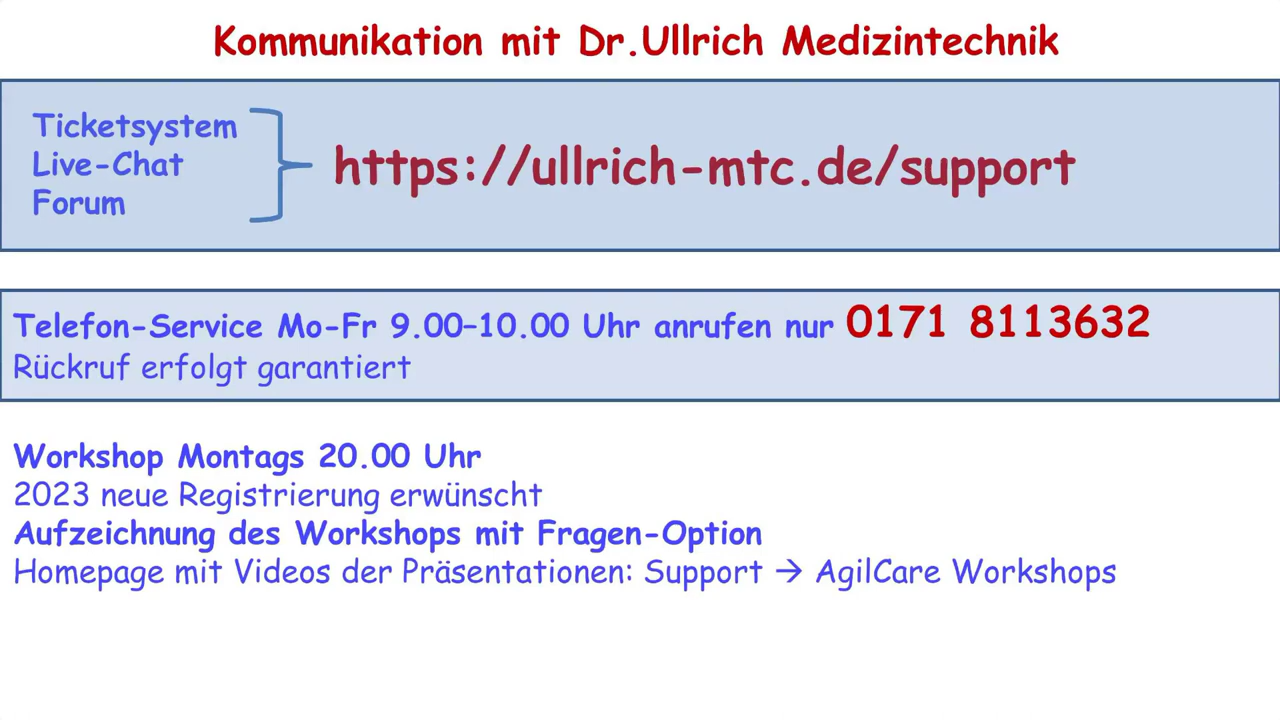 Kommunikation mit Dr.Ullrich Medizintechnik
Ticketsystem
Live-Chat
Forum
https://ullrich-mtc.de/support
Telefon-Service Mo-Fr 9.00–10.00 Uhr anrufen nur 0171 8113632
Rückruf erfolgt garantiert
Workshop Montags 20.00 Uhr
2023 neue Registrierung erwünscht
Aufzeichnung des Workshops mit Fragen-Option
Homepage mit Videos der Präsentationen: Support → AgilCare Workshops